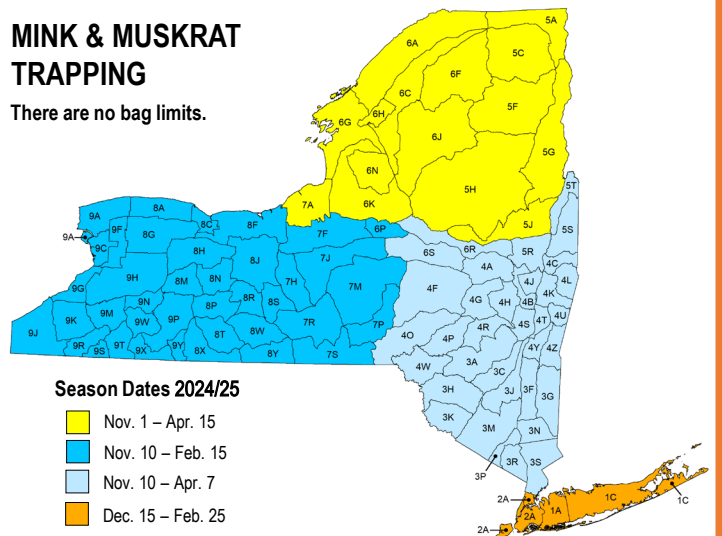 MINK & MUSKRAT
TRAPPING
There are no bag limits.
5A
6A
5C
6F
6C
5F
6H
6G
6J
5G
6N
5H
5T
7A
6K
5J
9A
8A
8C
8F
7F
6P
5S
9F
8G
9A
9C
6S
6R
5R
8H
8J
7J
4A
4C
9G
9H
8M
8N
7H
7M
4F
4J
4L
4K
9N
8P
8R
8S
4G
4H
4B
9K
9M
9W
9P
7R
7P
4R
4S
4T
4U
9J
8T
8W
4O
4P
4Y
4Z
9R
9S
9T
9X
9Y
8X
8Y
7S
4W
3A
3C
3H
3J
3F
3G
3K
3M
3N
3P
3R
3S
2A
1C
1C
2A
1A
2A
Season Dates 2024/25
Nov. 1 – Apr. 15
Nov. 10 – Feb. 15
Nov. 10 – Apr. 7
Dec. 15 – Feb. 25